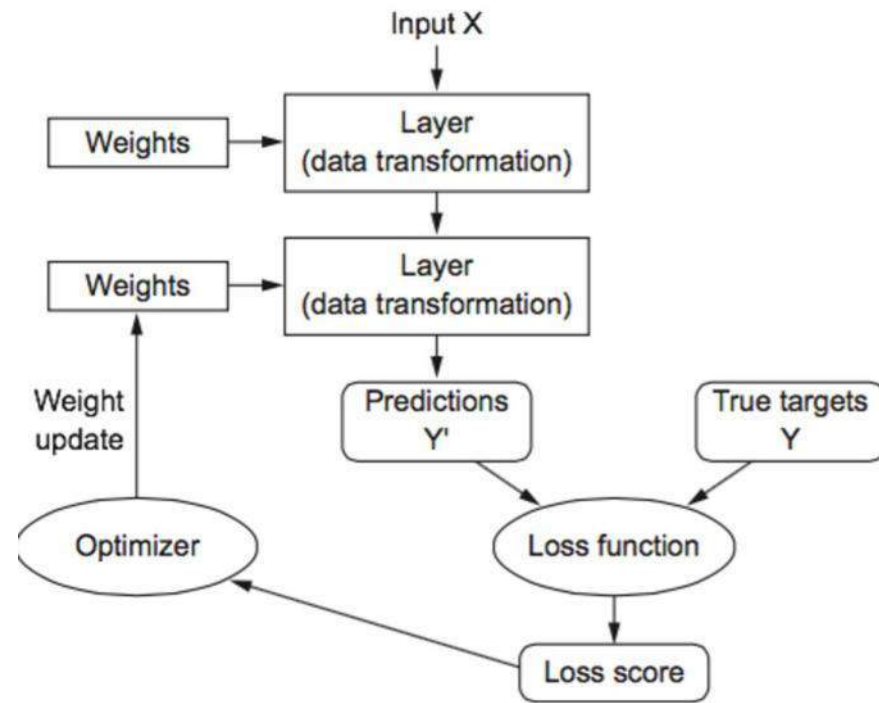 Input X
Weights
Layer
(data transformation)
Weights
Layer
(data transformation)
Weight
update
Predictions
Y'
True targets
Y
Optimizer
Loss function
Loss score